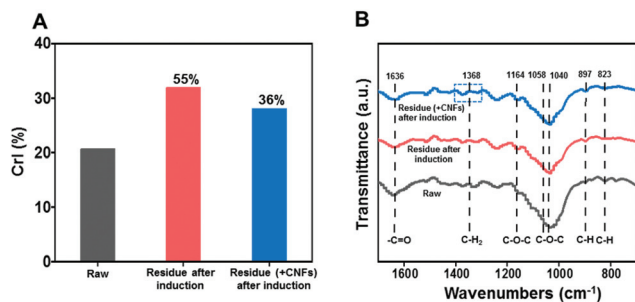 A
CrI (%)
40
30
20
10
0
55%
36%
Raw
Residue after
induction
Residue (+CNFs)
after induction
B
Transmittance (a.u.)
1636
1368
1164
1058
1040
897
823
Residue (+CNFs)
after induction
Residue after
induction
Raw
-C=O
C-H₂
C-O-C
C-O-C
C-H
C-H
1600
1400
1200
1000
800
Wavenumbers (cm⁻¹)